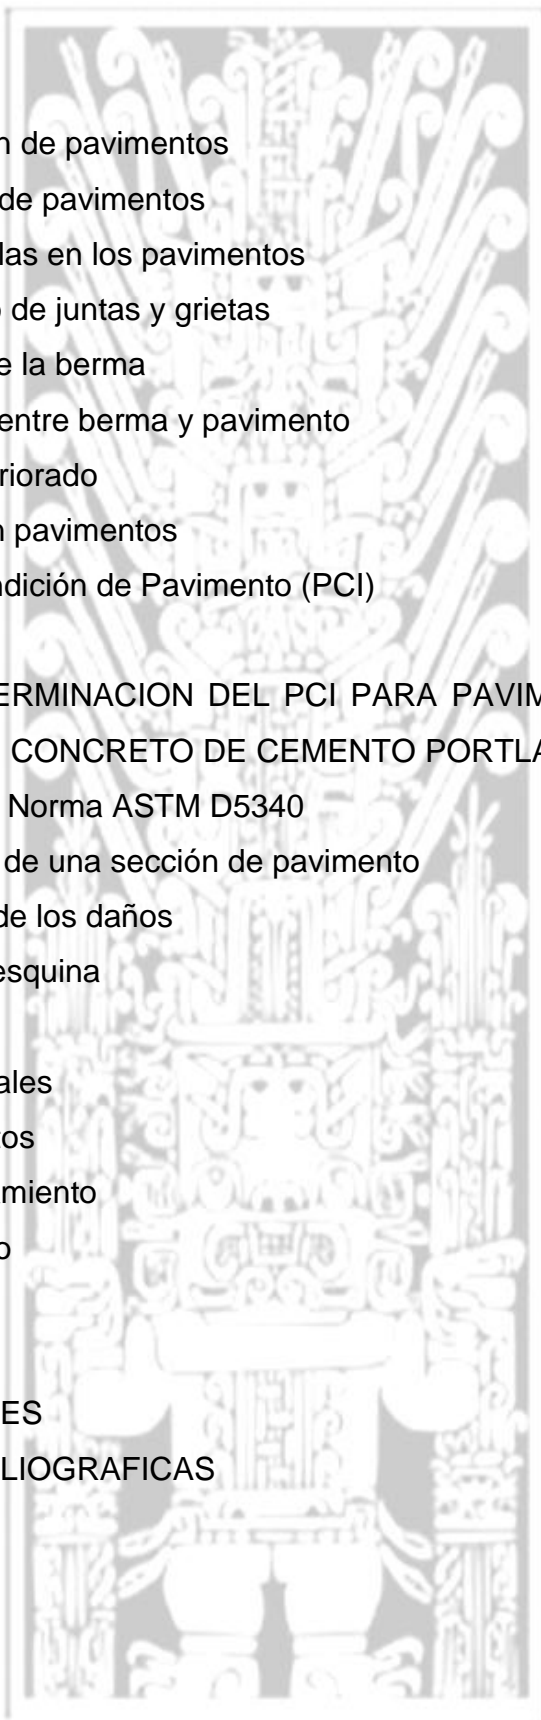 n de pavimentos
de pavimentos
das en los pavimentos
o de juntas y grietas
e la berma
entre berma y pavimento
riorado
n pavimentos
ndición de Pavimento (PCI)
ERMINACION DEL PCI PARA PAVIM
CONCRETO DE CEMENTO PORTLA
Norma ASTM D5340
de una sección de pavimento
de los daños
esquina
ales
tos
miento
o
ES
LIOGRAFICAS